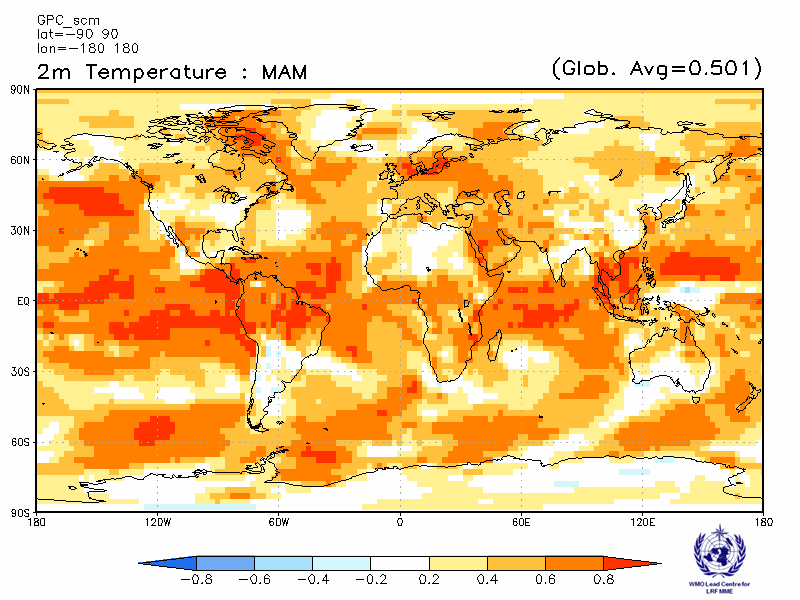 GPC_scm
lat=−90 90
lon=−180 180
2m Temperature : MAM (Glob. Avg=0.501)
90N
60N
30N
EQ
30S
60S
90S
180 120W 60W 0 60E 120E 180
−0.8 −0.6 −0.4 −0.2 0.2 0.4 0.6 0.8
WMO Lead Centre for
LRF MME